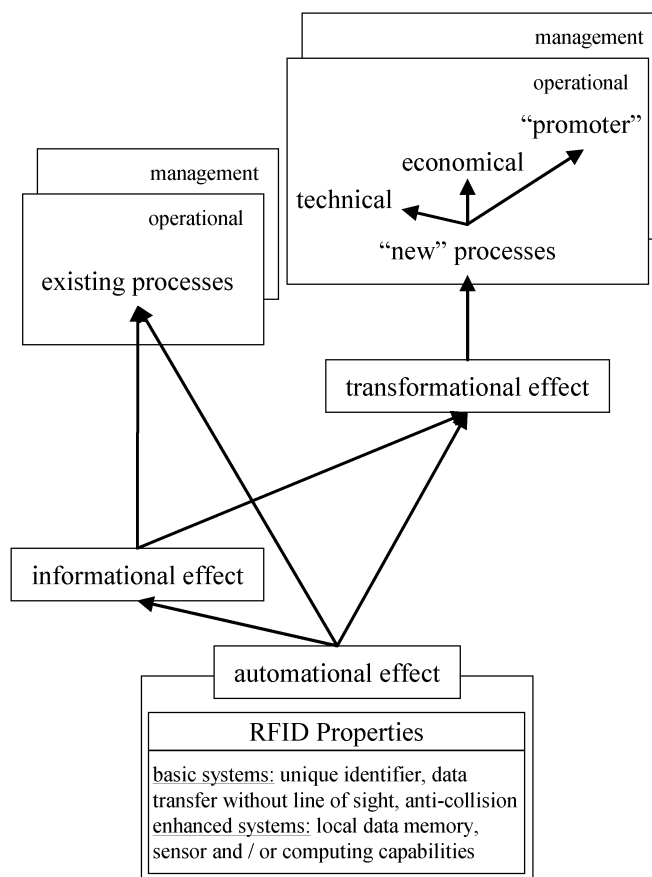 management
operational
“promoter”
economical
technical
“new” processes
management
operational
existing processes
transformational effect
informational effect
automational effect
RFID Properties
basic systems: unique identifier, data
transfer without line of sight, anti-collision
enhanced systems: local data memory,
sensor and / or computing capabilities